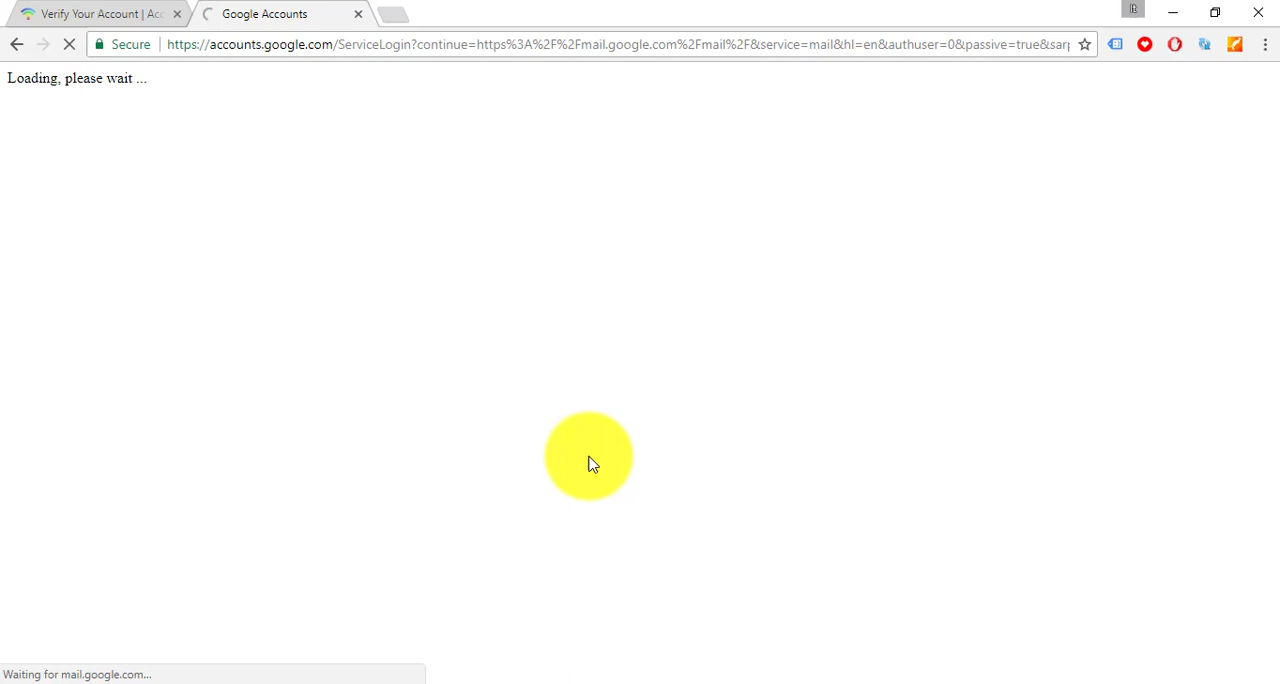 Verify Your Account | Acc
Google Accounts
Secure
https://accounts.google.com/ServiceLogin?continue=https%3A%2F%2Fmail.google.com%2Fmail%2F&service=mail&hl=en&authuser=0&passive=true&sarp
Loading, please wait ...
Waiting for mail.google.com...